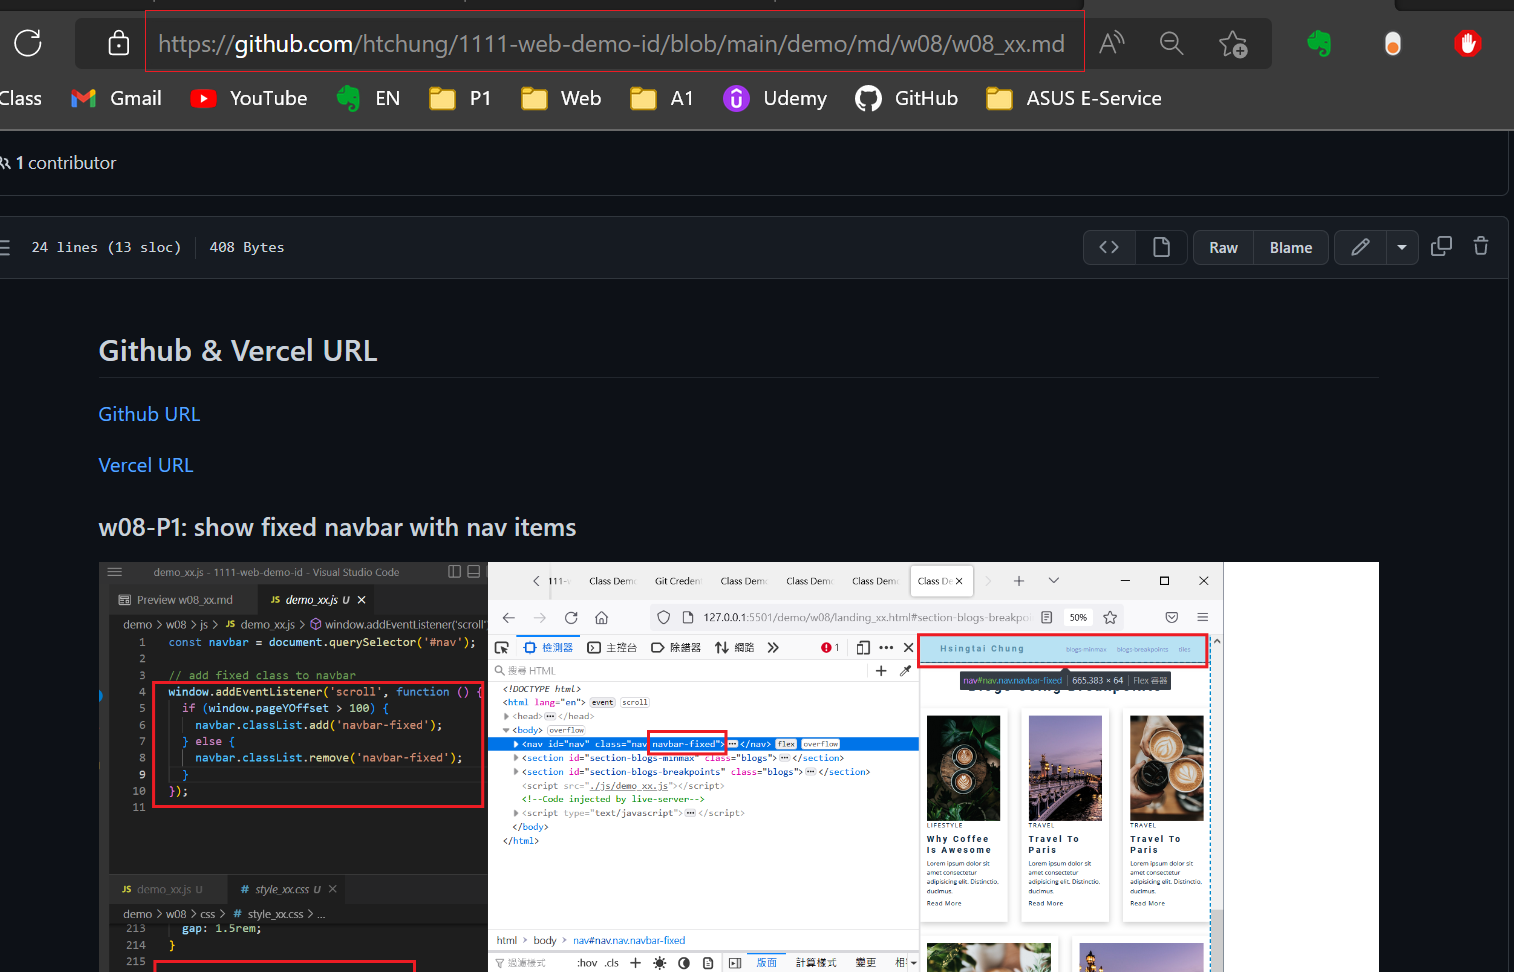 https://github.com/htchung/1111-web-demo-id/blob/main/demo/md/w08/w08_xx.md
Class Gmail YouTube EN P1 Web A1 Udemy GitHub ASUS E-Service
1 contributor
24 lines (13 sloc) 408 Bytes Raw Blame
Github & Vercel URL
Github URL
Vercel URL
w08-P1: show fixed navbar with nav items
demo_xx.js - 1111-web-demo-id - Visual Studio Code
Preview w08_xx.md JS demo_xx.js U
demo > w08 > js > JS demo_xx.js > window.addEventListener('scroll'
1 const navbar = document.querySelector('#nav');
2
3 // add fixed class to navbar
4 window.addEventListener('scroll', function () {
5 if (window.pageYOffset > 100) {
6 navbar.classList.add('navbar-fixed');
7 } else {
8 navbar.classList.remove('navbar-fixed');
9 }
10 });
11
JS demo_xx.js U # style_xx.css U
demo > w08 > css > # style_xx.css > ...
213 gap: 1.5rem;
214 }
215
1111-w Class Demo Git Creden Class Dem Class Demo Class Dem Class De
127.0.0.1:5501/demo/w08/landing_xx.html#section-blogs-breakpoi 50%
檢測器 主控台 除錯器 網路 1
搜尋 HTML
<!DOCTYPE html>
<html lang="en"> event scroll
<head> </head>
<body> overflow
<nav id="nav" class="nav navbar-fixed"> </nav> flex overflow
<section id="section-blogs-minmax" class="blogs"> </section>
<section id="section-blogs-breakpoints" class="blogs"> </section>
<script src="./js/demo_xx.js"></script>
<!--Code injected by live-server-->
<script type="text/javascript"> </script>
</body>
</html>
html > body > nav#nav.nav.navbar-fixed
過濾樣式 :hov .cls 版面 計算樣式 變更 相
Hsingtai Chung blogs-minmax blogs-breakpoints tiles
nav#nav.nav.navbar-fixed 665.383 × 64 Flex 容器
LIFESTYLE
Why Coffee
Is Awesome
Lorem ipsum dolor sit
amet consectetur
adipisicing elit. Distinctio,
ducimus.
Read More
TRAVEL
Travel To
Paris
Lorem ipsum dolor sit
amet consectetur
adipisicing elit. Distinctio,
ducimus.
Read More
TRAVEL
Travel To
Paris
Lorem ipsum dolor sit
amet consectetur
adipisicing elit. Distinctio,
ducimus.
Read More